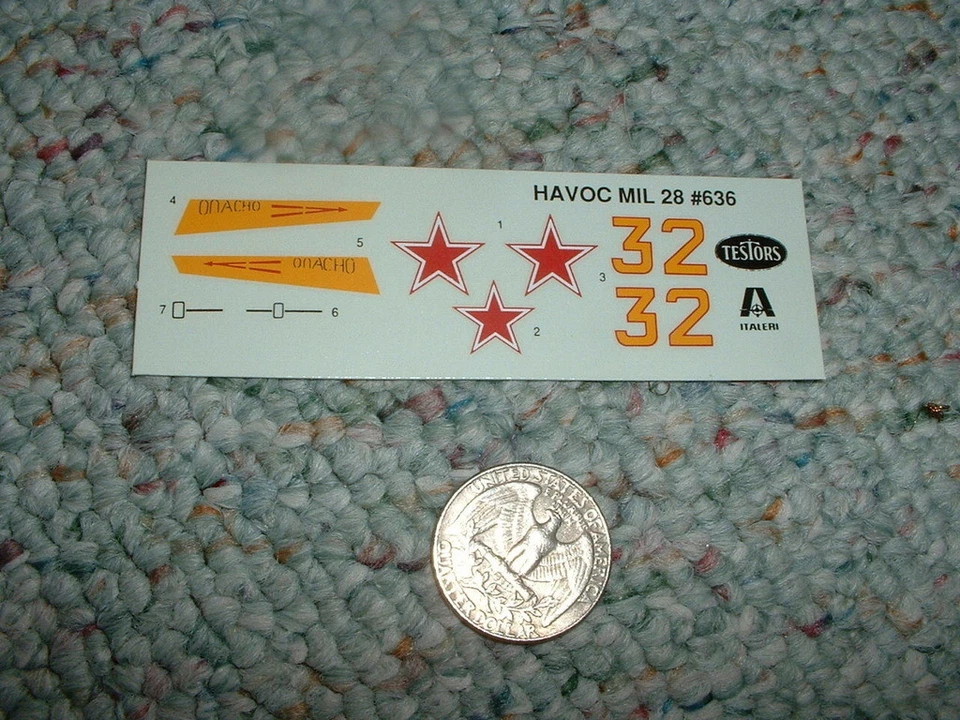 HAVOC MIL 28 #636
4
ОПАСНО
5
ОПАСНО
7
6
1
2
3
32
32
TESTORS
ITALERI
UNITED STATES OF AMERICA
QUARTER DOLLAR